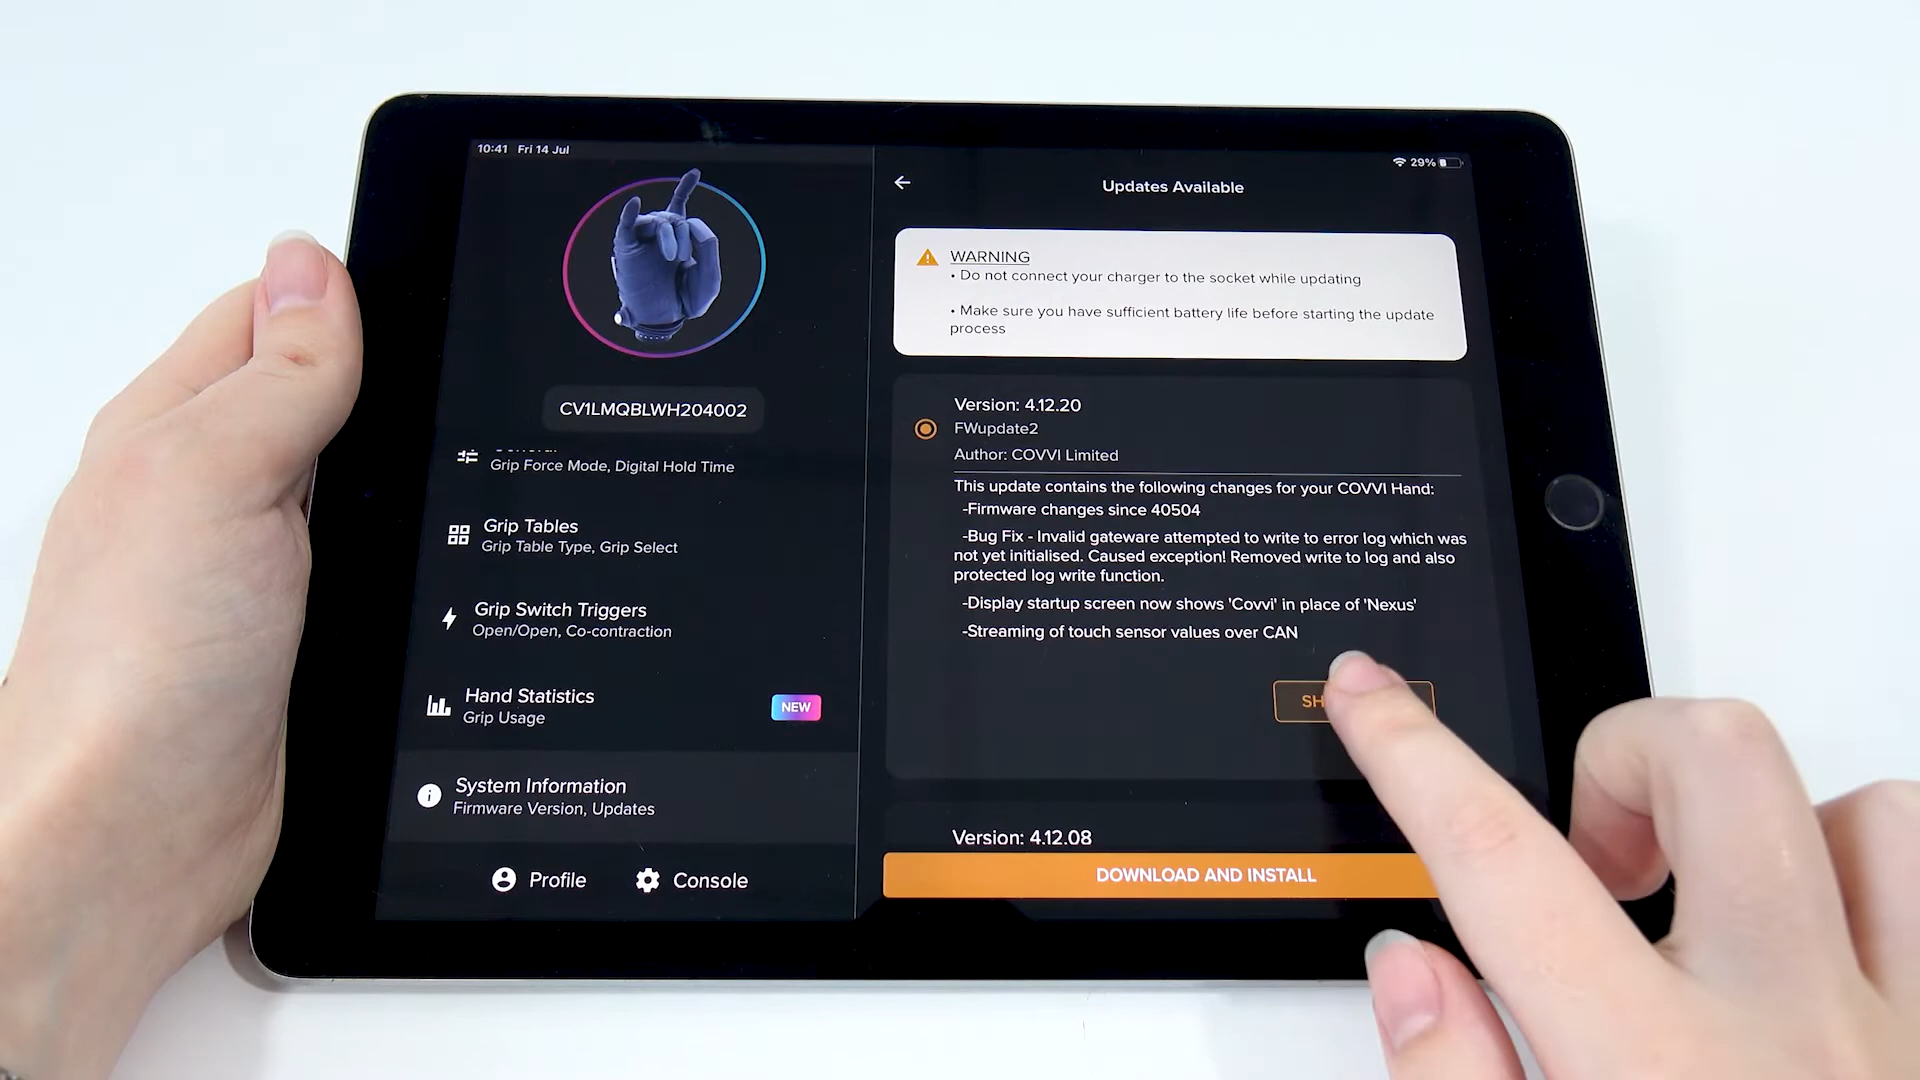 10:41 Fri 14 Jul
29%
CV1LMQBLWH204002
Grip Force Mode, Digital Hold Time
Grip Tables
Grip Table Type, Grip Select
Grip Switch Triggers
Open/Open, Co-contraction
Hand Statistics
Grip Usage
NEW
System Information
Firmware Version, Updates
Profile
Console
Updates Available
WARNING
• Do not connect your charger to the socket while updating
• Make sure you have sufficient battery life before starting the update
process
Version: 4.12.20
FWupdate2
Author: COVVI Limited
This update contains the following changes for your COVVI Hand:
-Firmware changes since 40504
-Bug Fix - Invalid gateware attempted to write to error log which was
not yet initialised. Caused exception! Removed write to log and also
protected log write function.
-Display startup screen now shows 'Covvi' in place of 'Nexus'
-Streaming of touch sensor values over CAN
Version: 4.12.08
DOWNLOAD AND INSTALL